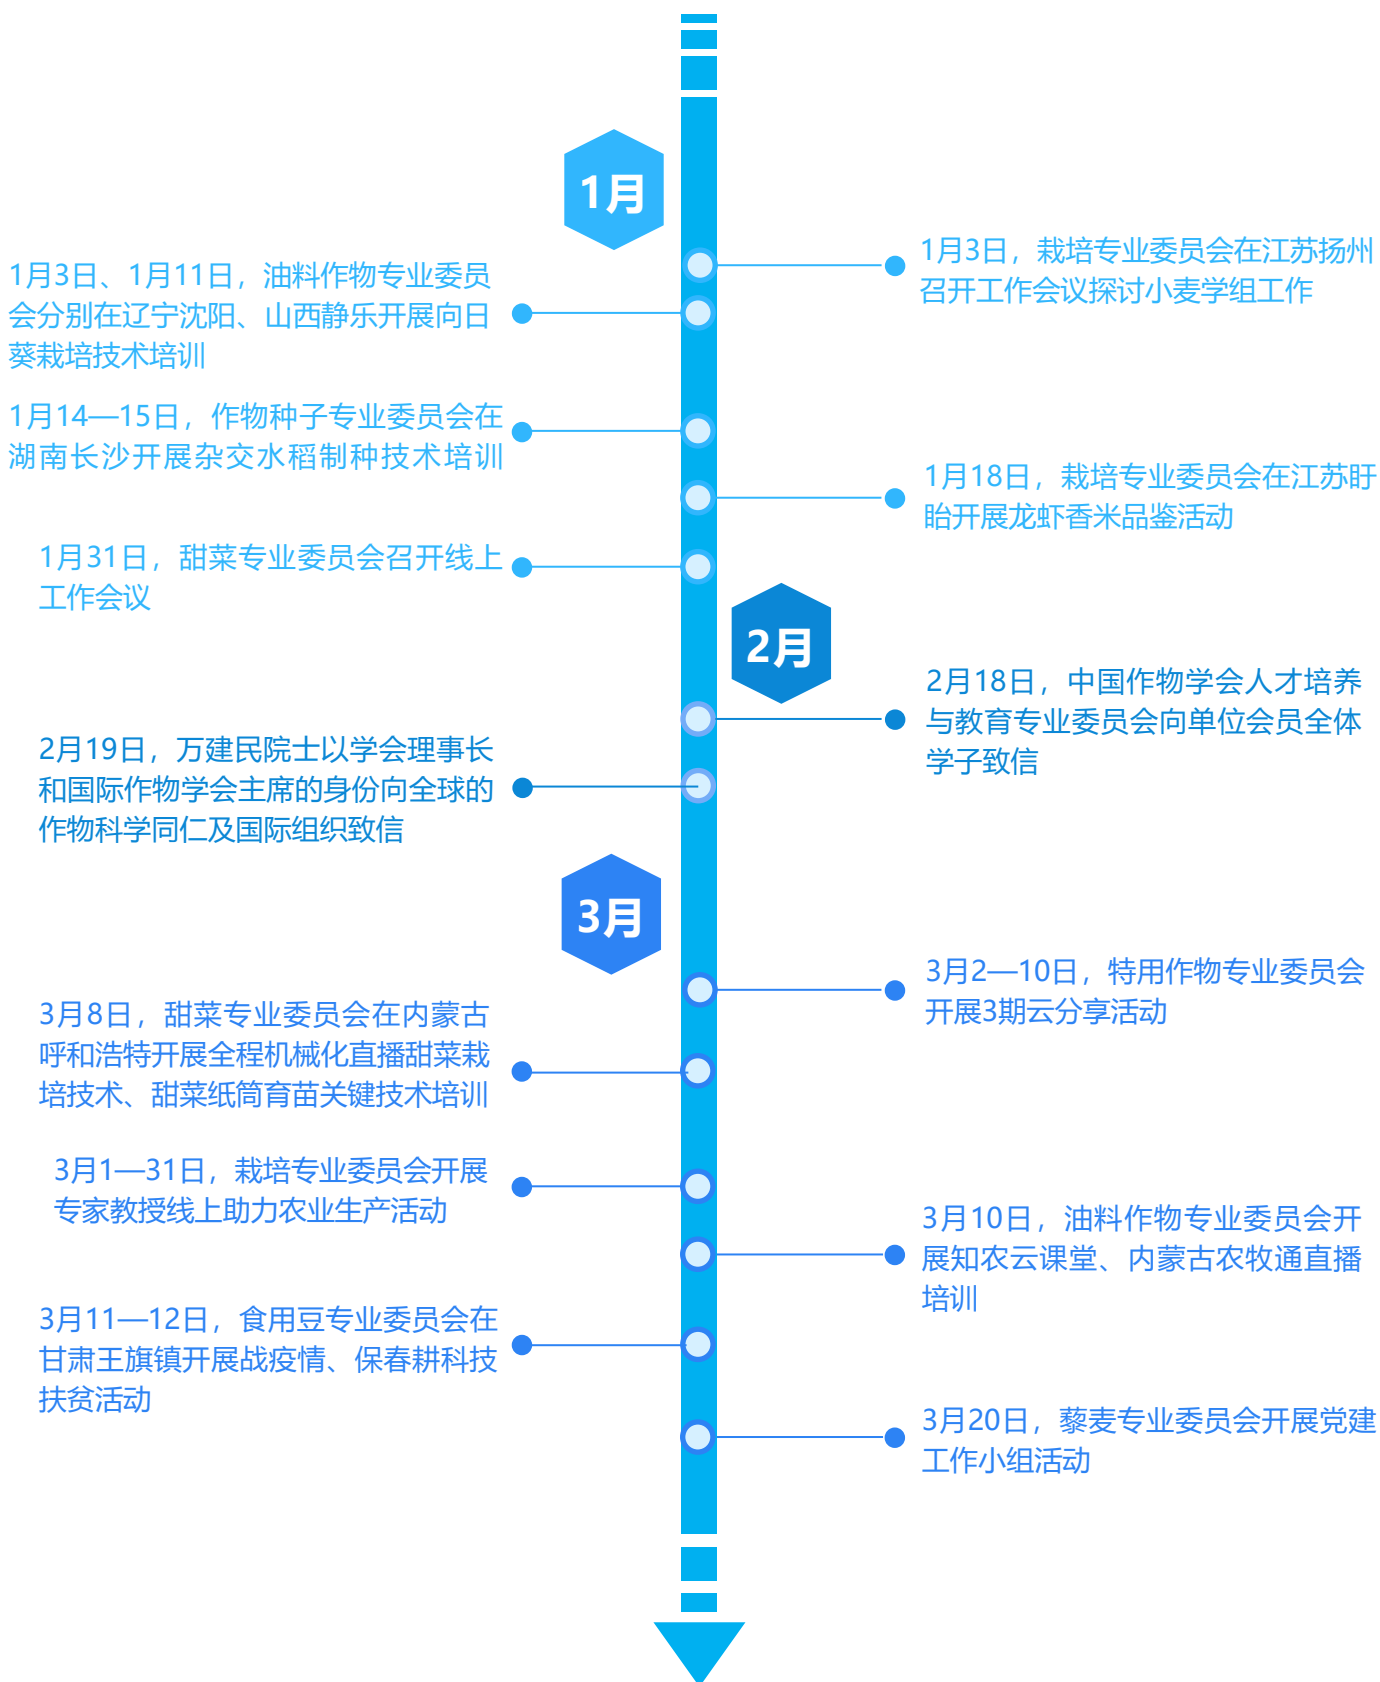 1月
1月3日，栽培专业委员会在江苏扬州
召开工作会议探讨小麦学组工作
1月3日、1月11日，油料作物专业委员
会分别在辽宁沈阳、山西静乐开展向日
葵栽培技术培训
1月14—15日，作物种子专业委员会在
湖南长沙开展杂交水稻制种技术培训
1月18日，栽培专业委员会在江苏盱
眙开展龙虾香米品鉴活动
1月31日，甜菜专业委员会召开线上
工作会议
2月
2月18日，中国作物学会人才培养
与教育专业委员会向单位会员全体
学子致信
2月19日，万建民院士以学会理事长
和国际作物学会主席的身份向全球的
作物科学同仁及国际组织致信
3月
3月2—10日，特用作物专业委员会
开展3期云分享活动
3月8日，甜菜专业委员会在内蒙古
呼和浩特开展全程机械化直播甜菜栽
培技术、甜菜纸筒育苗关键技术培训
3月1—31日，栽培专业委员会开展
专家教授线上助力农业生产活动
3月10日，油料作物专业委员会开
展知农云课堂、内蒙古农牧通直播
培训
3月11—12日，食用豆专业委员会在
甘肃王旗镇开展战疫情、保春耕科技
扶贫活动
3月20日，藜麦专业委员会开展党建
工作小组活动